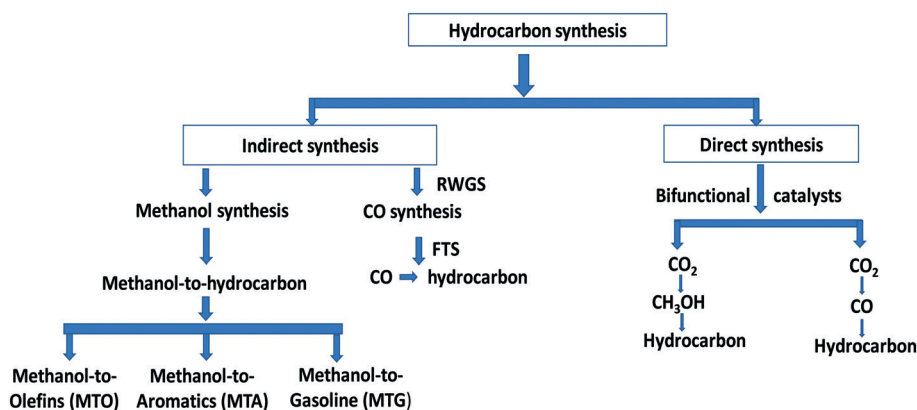 Hydrocarbon synthesis
Indirect synthesis
Direct synthesis
RWGS
Methanol synthesis
CO synthesis
FTS
CO hydrocarbon
Methanol-to-hydrocarbon
Methanol-to-
Olefins (MTO)
Methanol-to-
Aromatics (MTA)
Methanol-to-
Gasoline (MTG)
Bifunctional catalysts
CO₂
CH₃OH
Hydrocarbon
CO₂
CO
Hydrocarbon